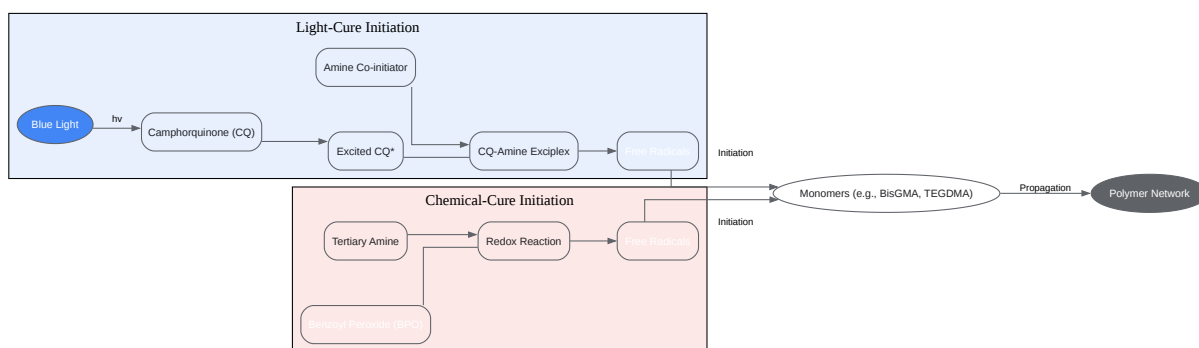 Light-Cure Initiation
Amine Co-initiator
Blue Light
hv
Camphorquinone (CQ)
Excited CQ*
CQ-Amine Exciplex
Free Radicals
Initiation
Monomers (e.g., BisGMA, TEGDMA)
Propagation
Polymer Network
Chemical-Cure Initiation
Initiation
Tertiary Amine
Redox Reaction
Free Radicals
Benzoyl Peroxide (BPO)